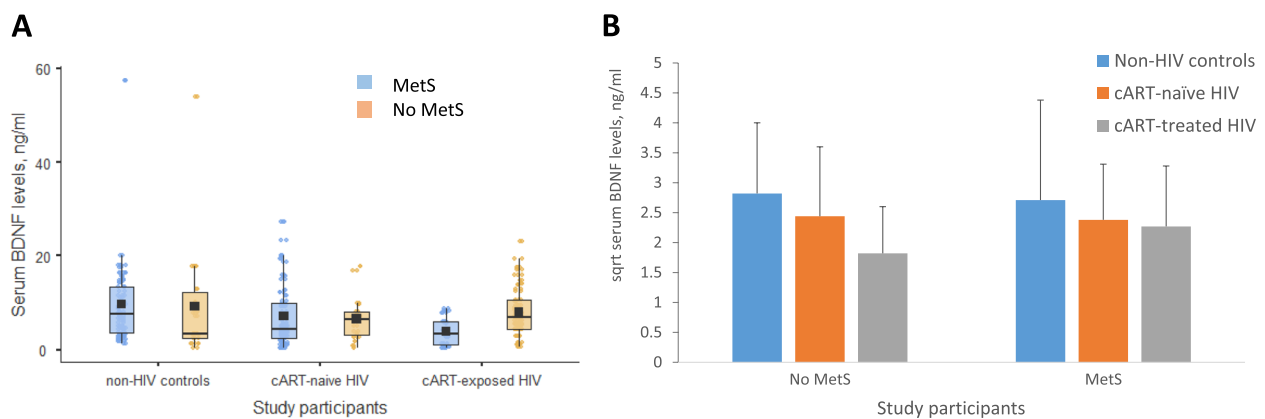 A
Serum BDNF levels, ng/ml
60
40
20
0
MetS
No MetS
non-HIV controls
cART-naive HIV
cART-exposed HIV
Study participants
B
sqrt serum BDNF levels, ng/ml
5
4.5
4
3.5
3
2.5
2
1.5
1
0.5
0
Non-HIV controls
cART-naïve HIV
cART-treated HIV
No MetS
MetS
Study participants